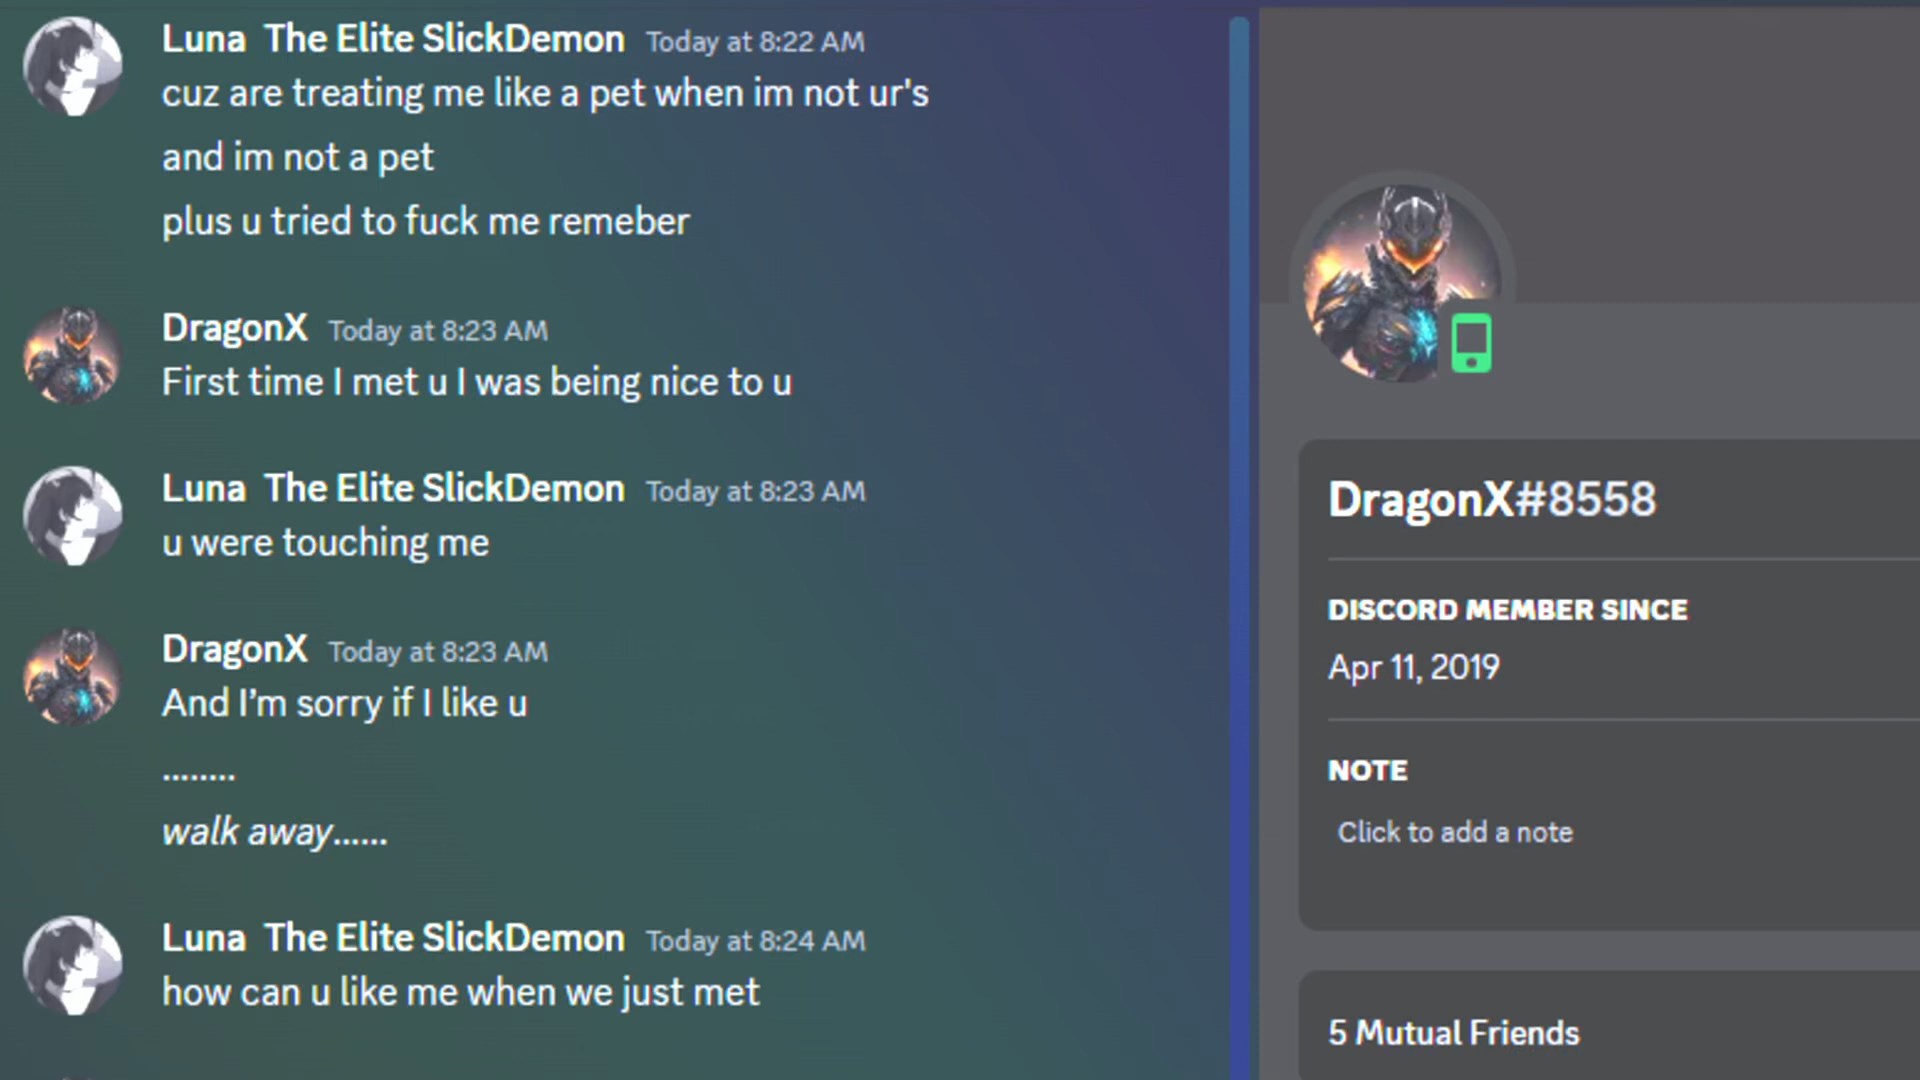 Luna The Elite SlickDemon Today at 8:22 AM
cuz are treating me like a pet when im not ur's
and im not a pet
plus u tried to fuck me remeber
DragonX Today at 8:23 AM
First time I met u I was being nice to u
Luna The Elite SlickDemon Today at 8:23 AM
u were touching me
DragonX Today at 8:23 AM
And I’m sorry if I like u
........
walk away......
Luna The Elite SlickDemon Today at 8:24 AM
how can u like me when we just met
DragonX#8558
DISCORD MEMBER SINCE
Apr 11, 2019
NOTE
Click to add a note
5 Mutual Friends